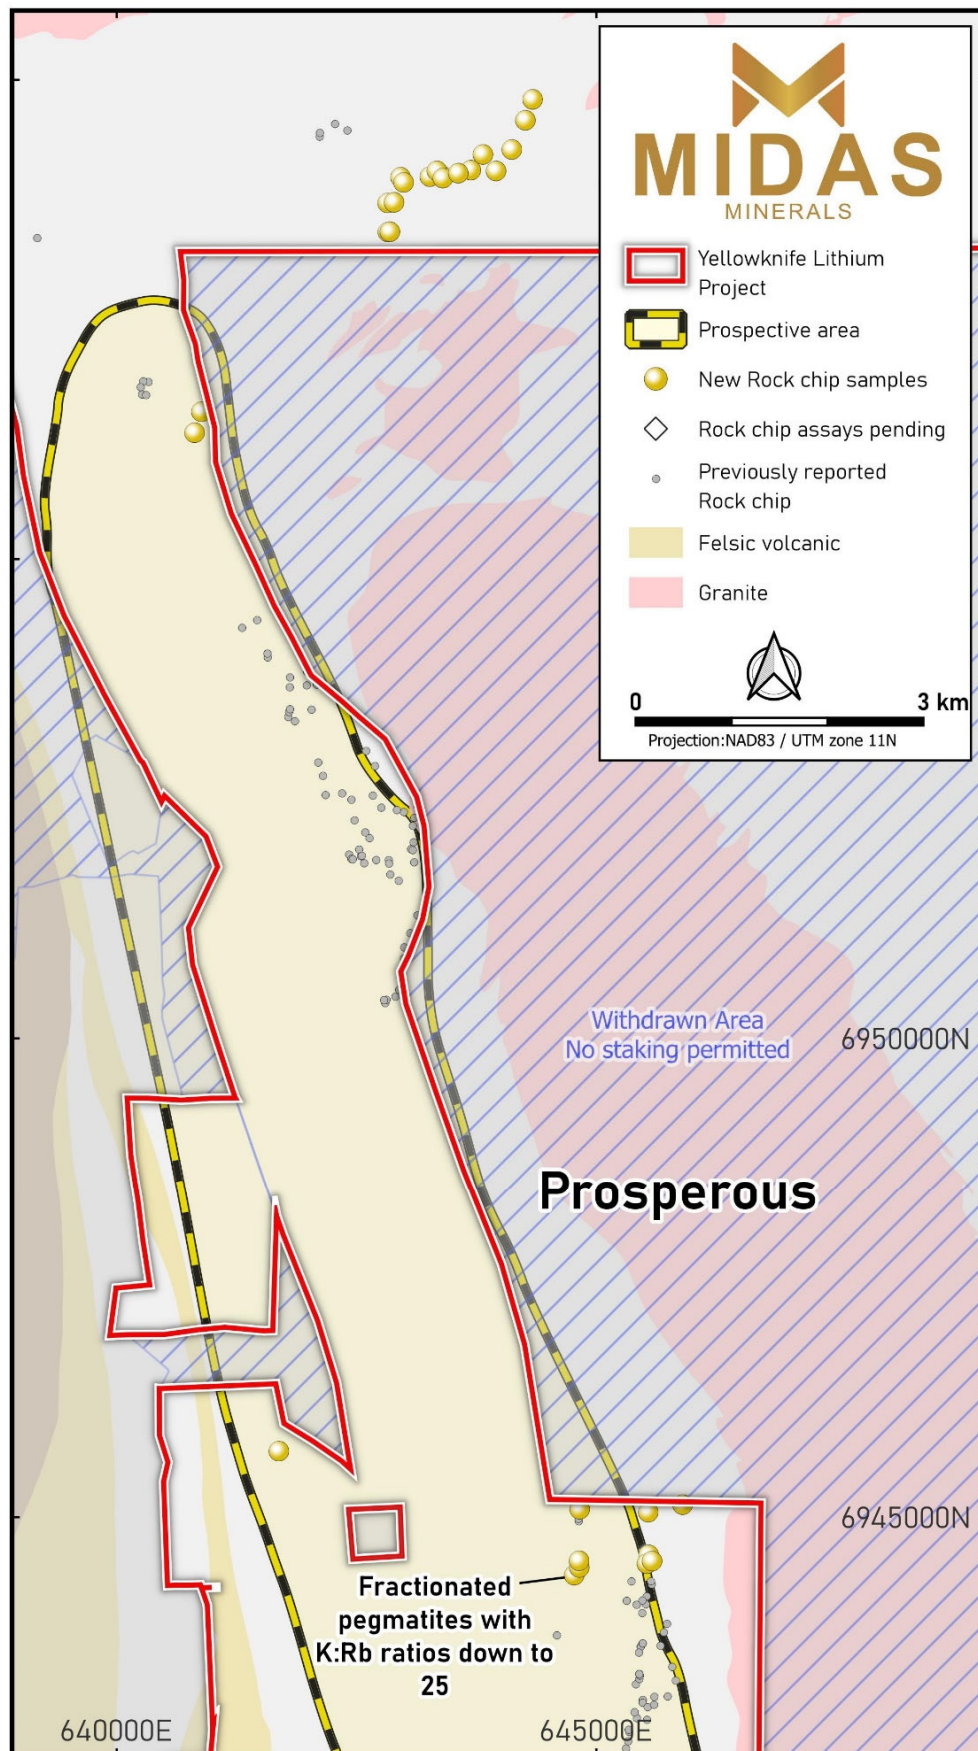 MIDAS
MINERALS
Yellowknife Lithium
Project
Prospective area
New Rock chip samples
Rock chip assays pending
Previously reported
Rock chip
Felsic volcanic
Granite
0 3 km
Projection:NAD83 / UTM zone 11N
Withdrawn Area
No staking permitted
6950000N
Prosperous
6945000N
Fractionated
pegmatites with
K:Rb ratios down to
25
640000E
645000E